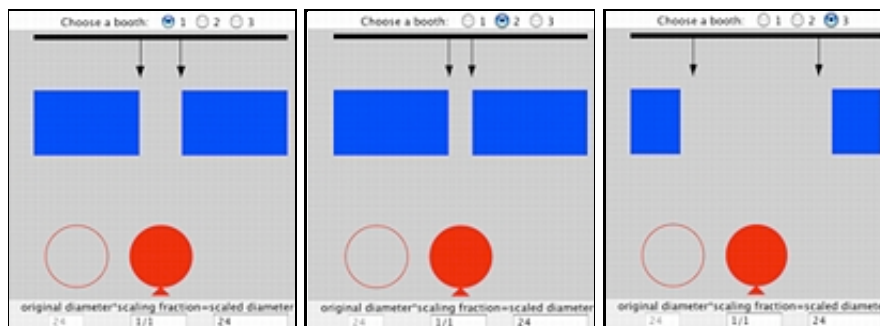 Choose a booth: 1 2 3
original diameter*scaling fraction=scaled diameter
24 1/1 24
Choose a booth: 1 2 3
original diameter*scaling fraction=scaled diameter
24 1/1 24
Choose a booth: 1 2 3
original diameter*scaling fraction=scaled diameter
24 1/1 24